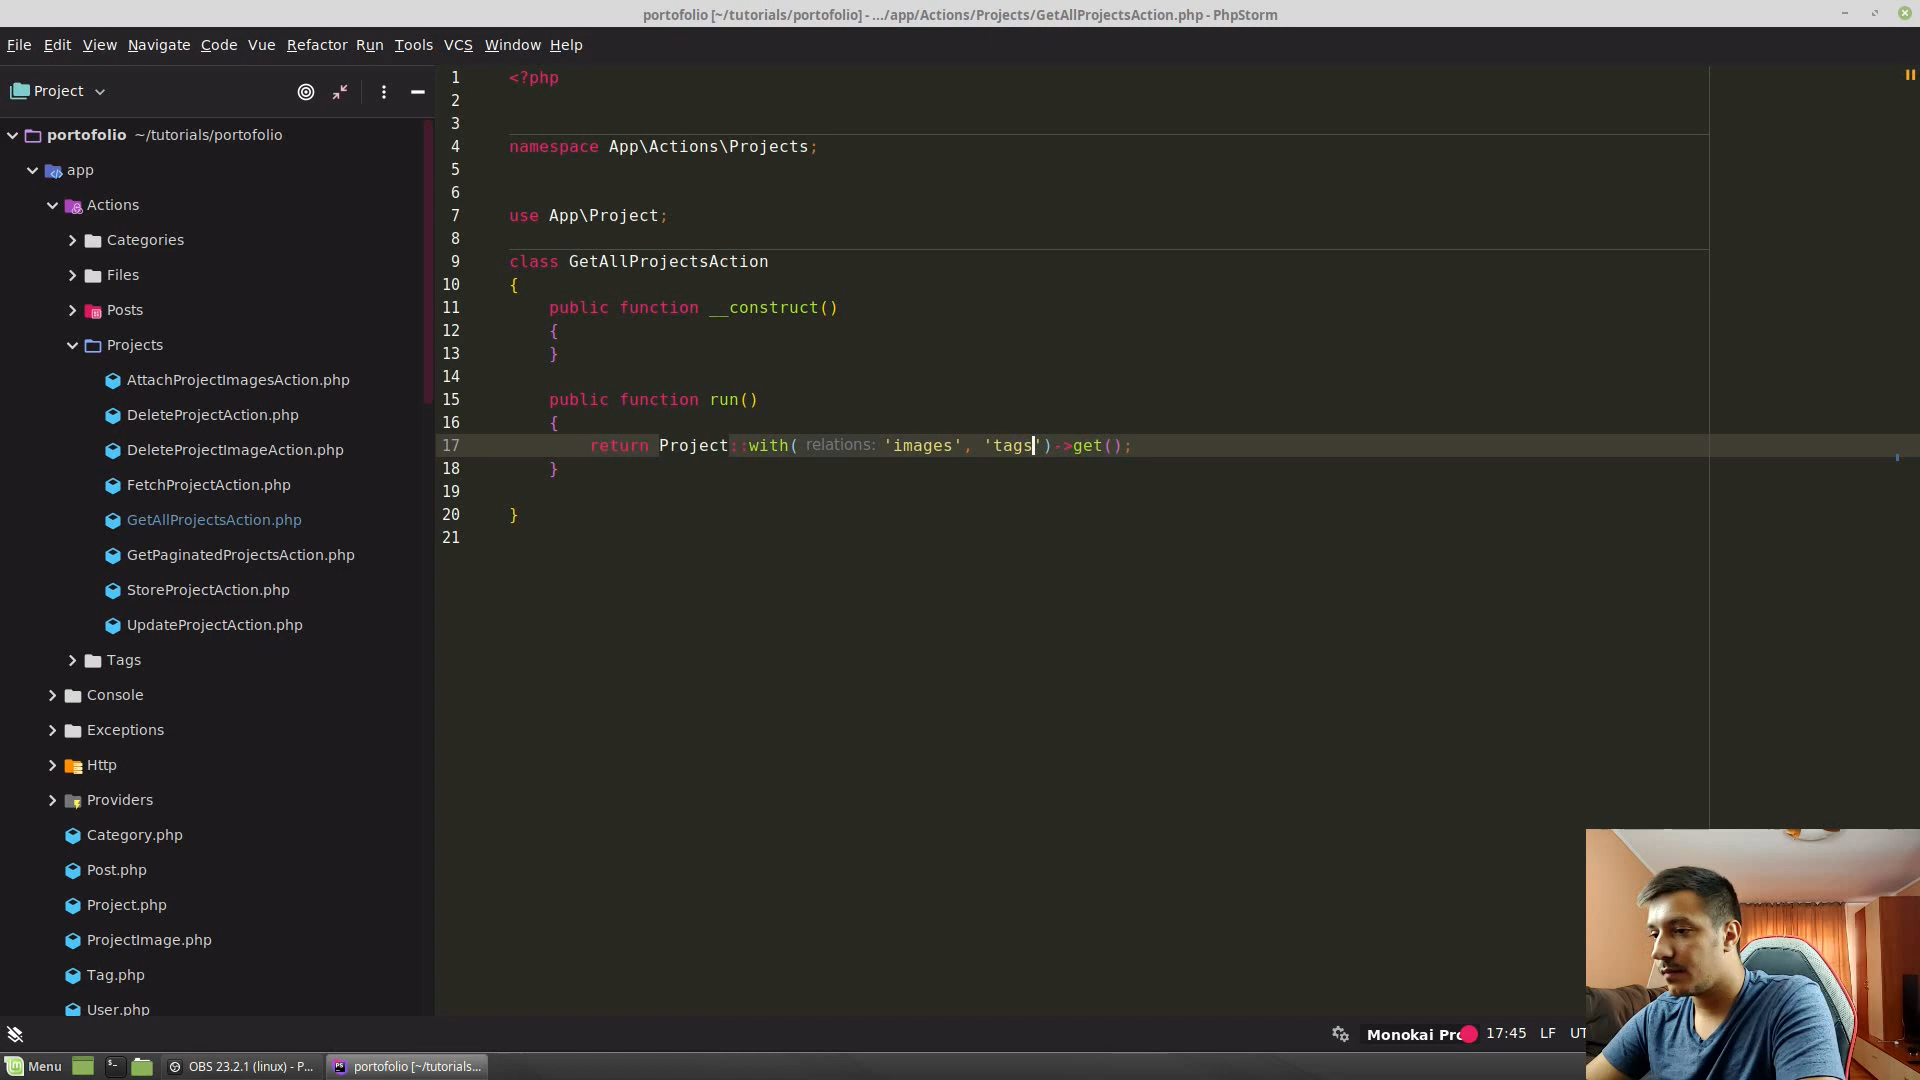 portofolio [~/tutorials/portofolio] - .../app/Actions/Projects/GetAllProjectsAction.php - PhpStorm
File Edit View Navigate Code Vue Refactor Run Tools VCS Window Help
Project
portofolio ~/tutorials/portofolio
app
Actions
Categories
Files
Posts
Projects
AttachProjectImagesAction.php
DeleteProjectAction.php
DeleteProjectImageAction.php
FetchProjectAction.php
GetAllProjectsAction.php
GetPaginatedProjectsAction.php
StoreProjectAction.php
UpdateProjectAction.php
Tags
Console
Exceptions
Http
Providers
Category.php
Post.php
Project.php
ProjectImage.php
Tag.php
User.php
1 <?php
2
3
4 namespace App\Actions\Projects;
5
6
7 use App\Project;
8
9 class GetAllProjectsAction
10 {
11 public function __construct()
12 {
13 }
14
15 public function run()
16 {
17 return Project::with( relations: 'images', 'tags')->get();
18 }
19
20 }
21
Monokai Pro 17:45 LF UT
Menu OBS 23.2.1 (linux) - P... portofolio [~/tutorials...